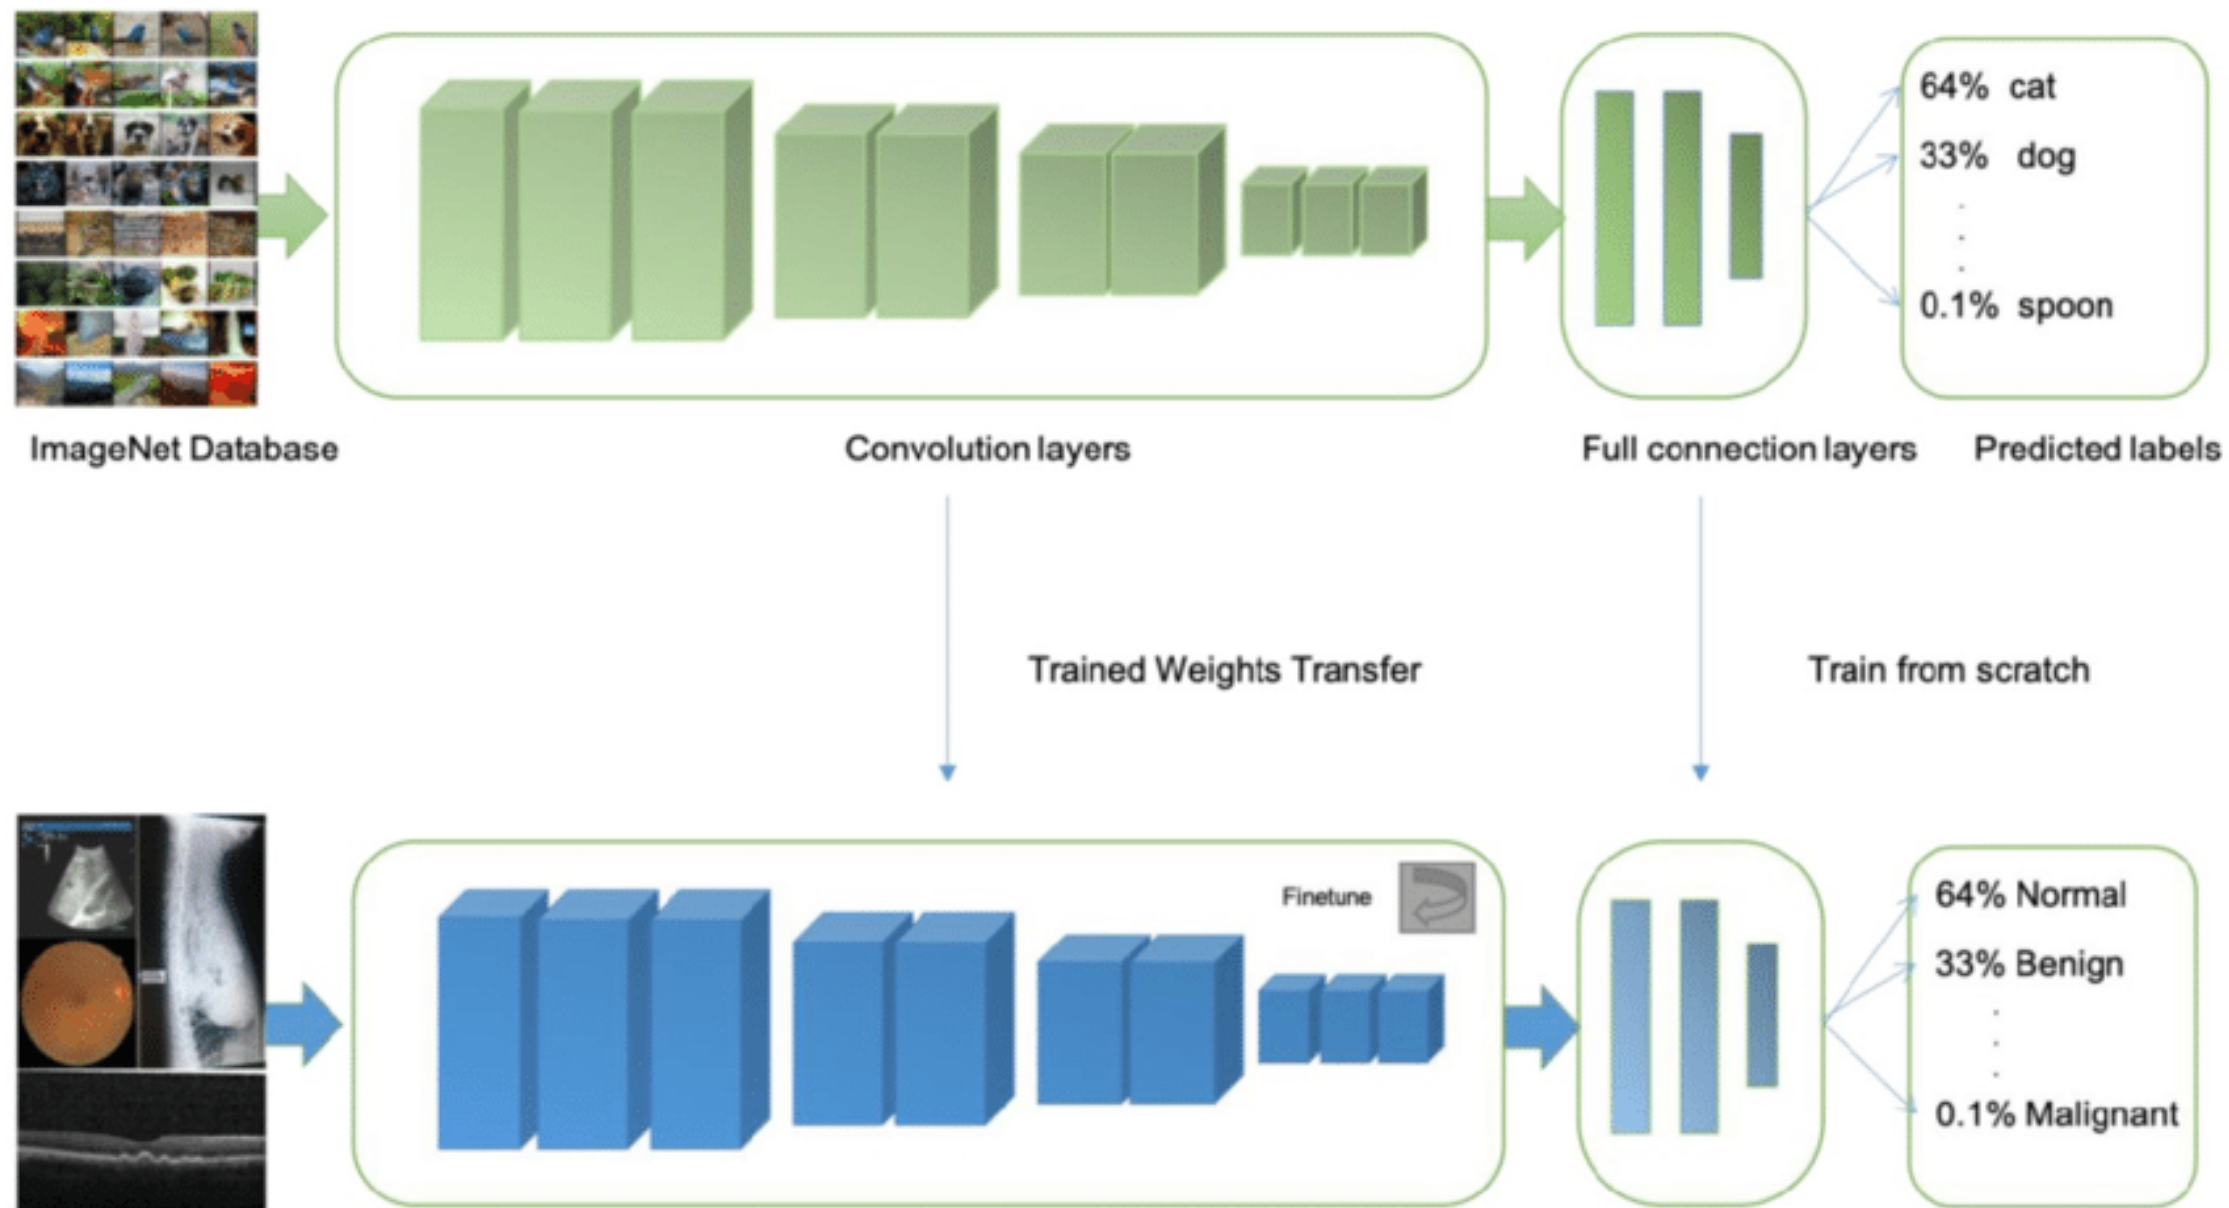 64% cat
33% dog
.
.
.
0.1% spoon
ImageNet Database
Convolution layers
Full connection layers
Predicted labels
Trained Weights Transfer
Train from scratch
Finetune
64% Normal
33% Benign
.
.
.
0.1% Malignant